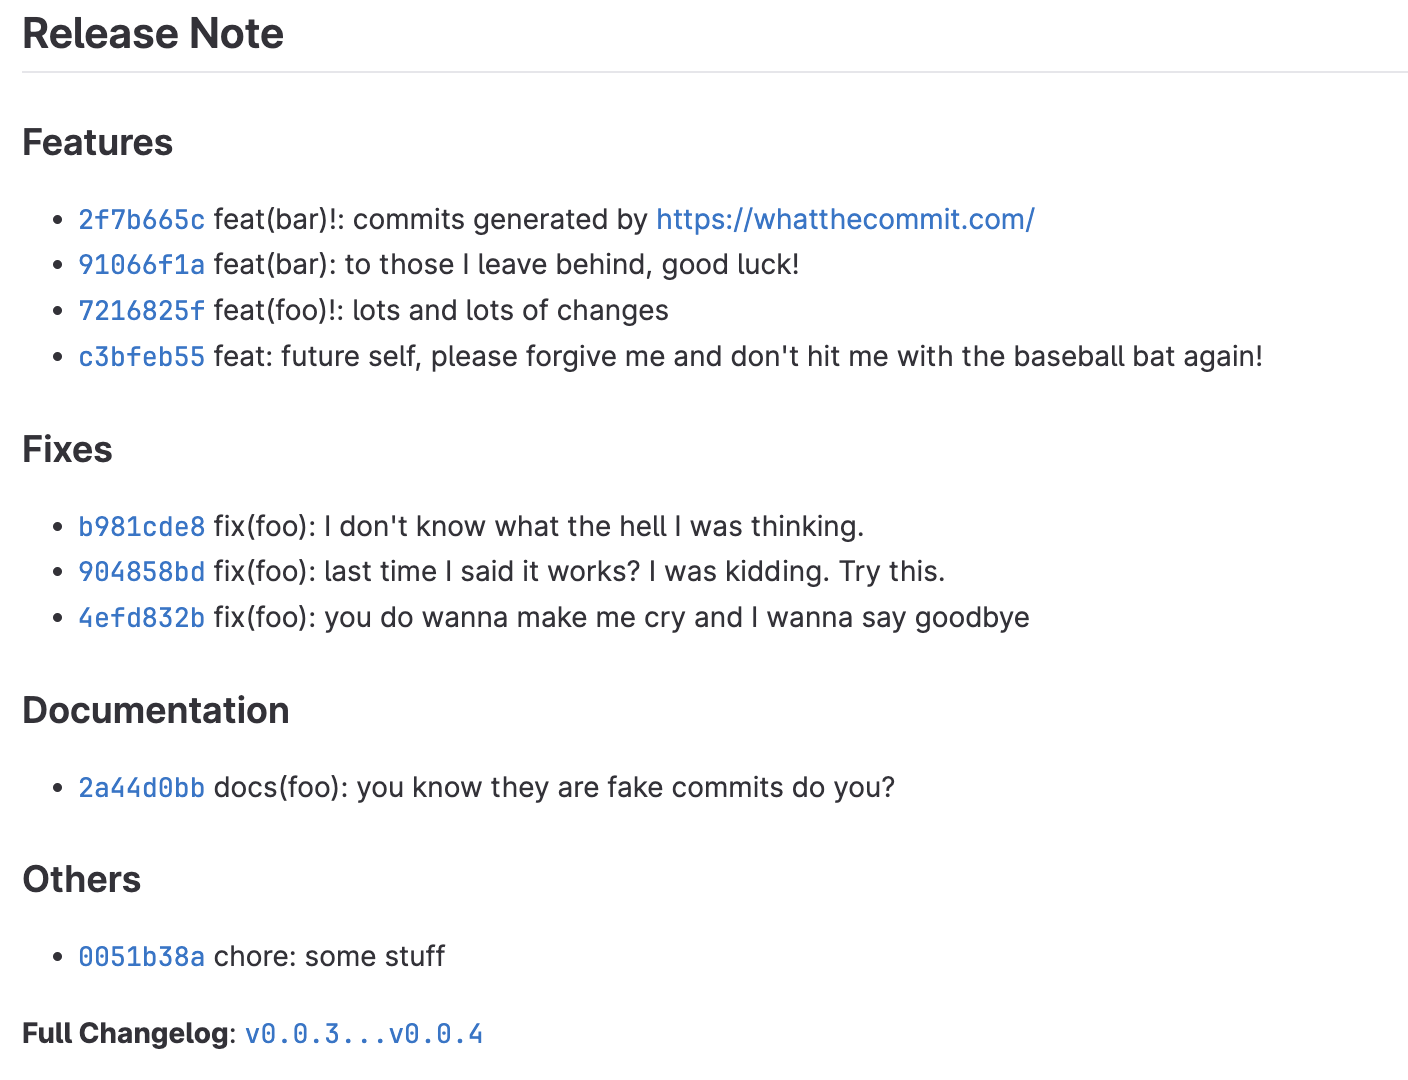 Release Note
Features
• 2f7b665c feat(bar)!: commits generated by https://whatthecommit.com/
• 91066f1a feat(bar): to those I leave behind, good luck!
• 7216825f feat(foo)!: lots and lots of changes
• c3bfeb55 feat: future self, please forgive me and don't hit me with the baseball bat again!
Fixes
• b981cde8 fix(foo): I don't know what the hell I was thinking.
• 904858bd fix(foo): last time I said it works? I was kidding. Try this.
• 4efd832b fix(foo): you do wanna make me cry and I wanna say goodbye
Documentation
• 2a44d0bb docs(foo): you know they are fake commits do you?
Others
• 0051b38a chore: some stuff
Full Changelog: v0.0.3...v0.0.4